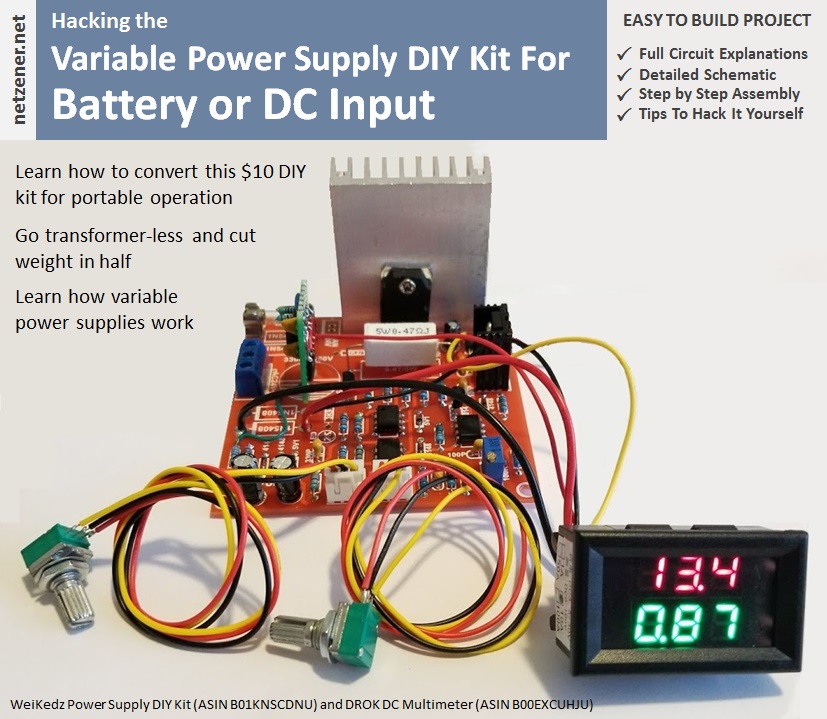 netzener.net
Hacking the
Variable Power Supply DIY Kit For
Battery or DC Input
EASY TO BUILD PROJECT
✓ Full Circuit Explanations
✓ Detailed Schematic
✓ Step by Step Assembly
✓ Tips To Hack It Yourself
Learn how to convert this $10 DIY
kit for portable operation
Go transformer-less and cut
weight in half
Learn how variable
power supplies work
5W0.47ΩJ
100P
13.4
0.87
WeiKedz Power Supply DIY Kit (ASIN B01KNSCDNU) and DROK DC Multimeter (ASIN B00EXCUHJU)